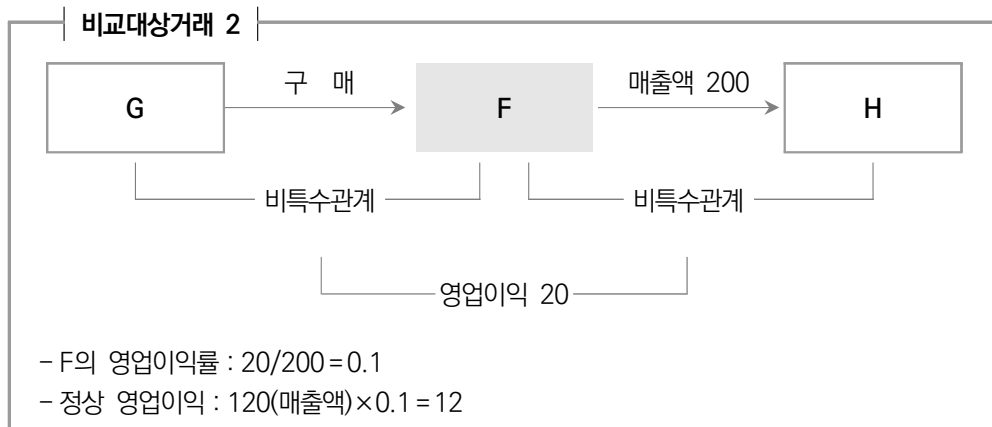 비교대상거래 2
G
구 매
F
매출액 200
H
비특수관계
비특수관계
영업이익 20
– F의 영업이익률 : 20/200 = 0.1
– 정상 영업이익 : 120(매출액)×0.1 = 12